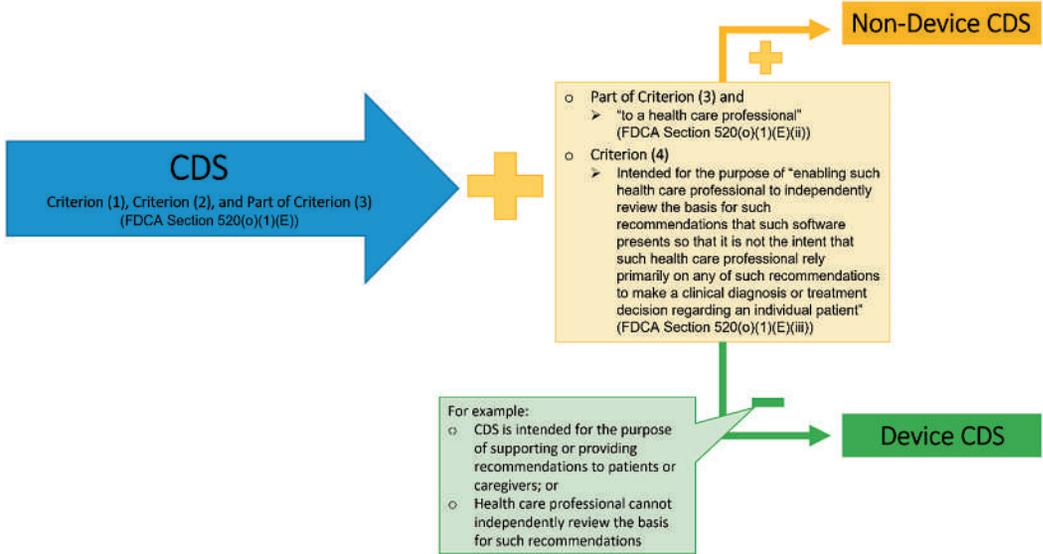 Non-Device CDS
CDS
Criterion (1), Criterion (2), and Part of Criterion (3)
(FDCA Section 520(o)(1)(E))
o Part of Criterion (3) and
➢ "to a health care professional"
(FDCA Section 520(o)(1)(E)(ii))
o Criterion (4)
➢ Intended for the purpose of "enabling such
health care professional to independently
review the basis for such
recommendations that such software
presents so that it is not the intent that
such health care professional rely
primarily on any of such recommendations
to make a clinical diagnosis or treatment
decision regarding an individual patient"
(FDCA Section 520(o)(1)(E)(iii))
For example:
o CDS is intended for the purpose
of supporting or providing
recommendations to patients or
caregivers; or
o Health care professional cannot
independently review the basis
for such recommendations
Device CDS